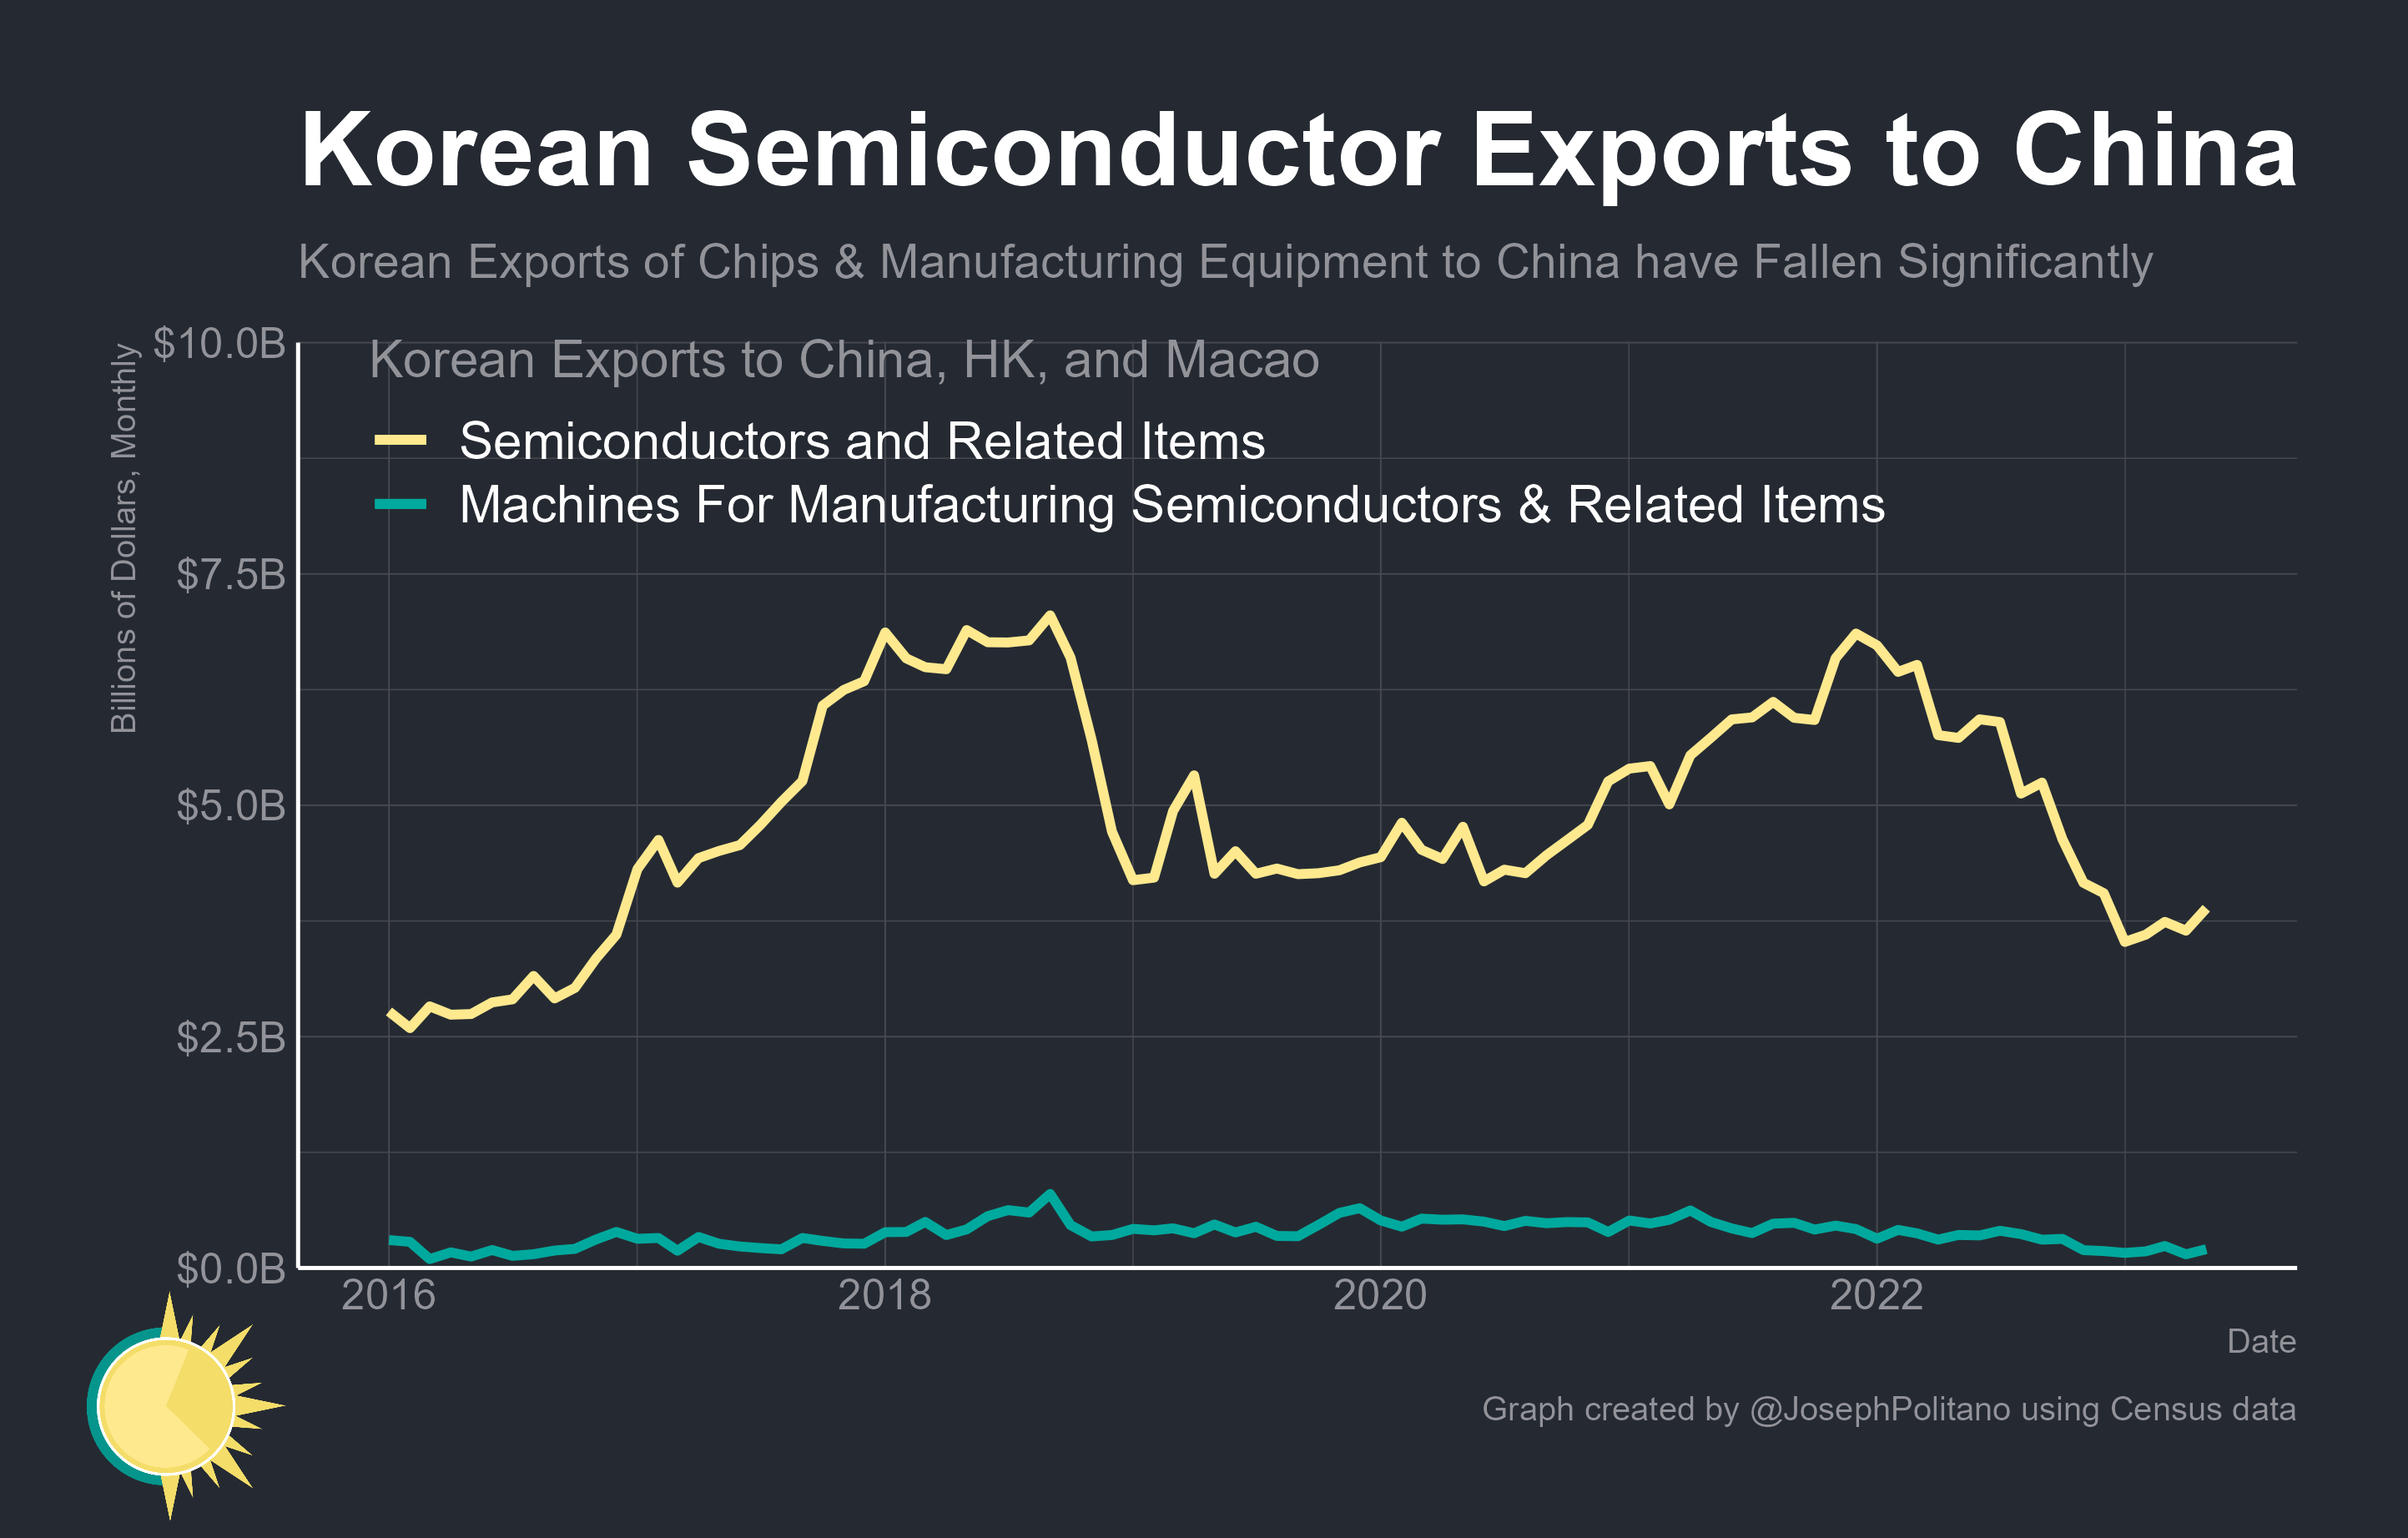 Korean Semiconductor Exports to China
Korean Exports of Chips & Manufacturing Equipment to China have Fallen Significantly
Billions of Dollars, Monthly
$10.0B
$7.5B
$5.0B
$2.5B
$0.0B
Korean Exports to China, HK, and Macao
Semiconductors and Related Items
Machines For Manufacturing Semiconductors & Related Items
2016 2018 2020 2022
Date
Graph created by @JosephPolitano using Census data